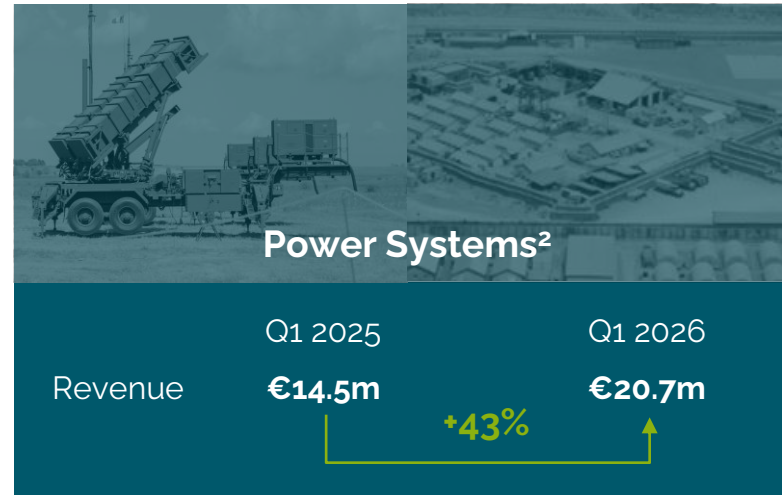 Power Systems²
Q1 2025 Q1 2026
Revenue €14.5m €20.7m
+43%